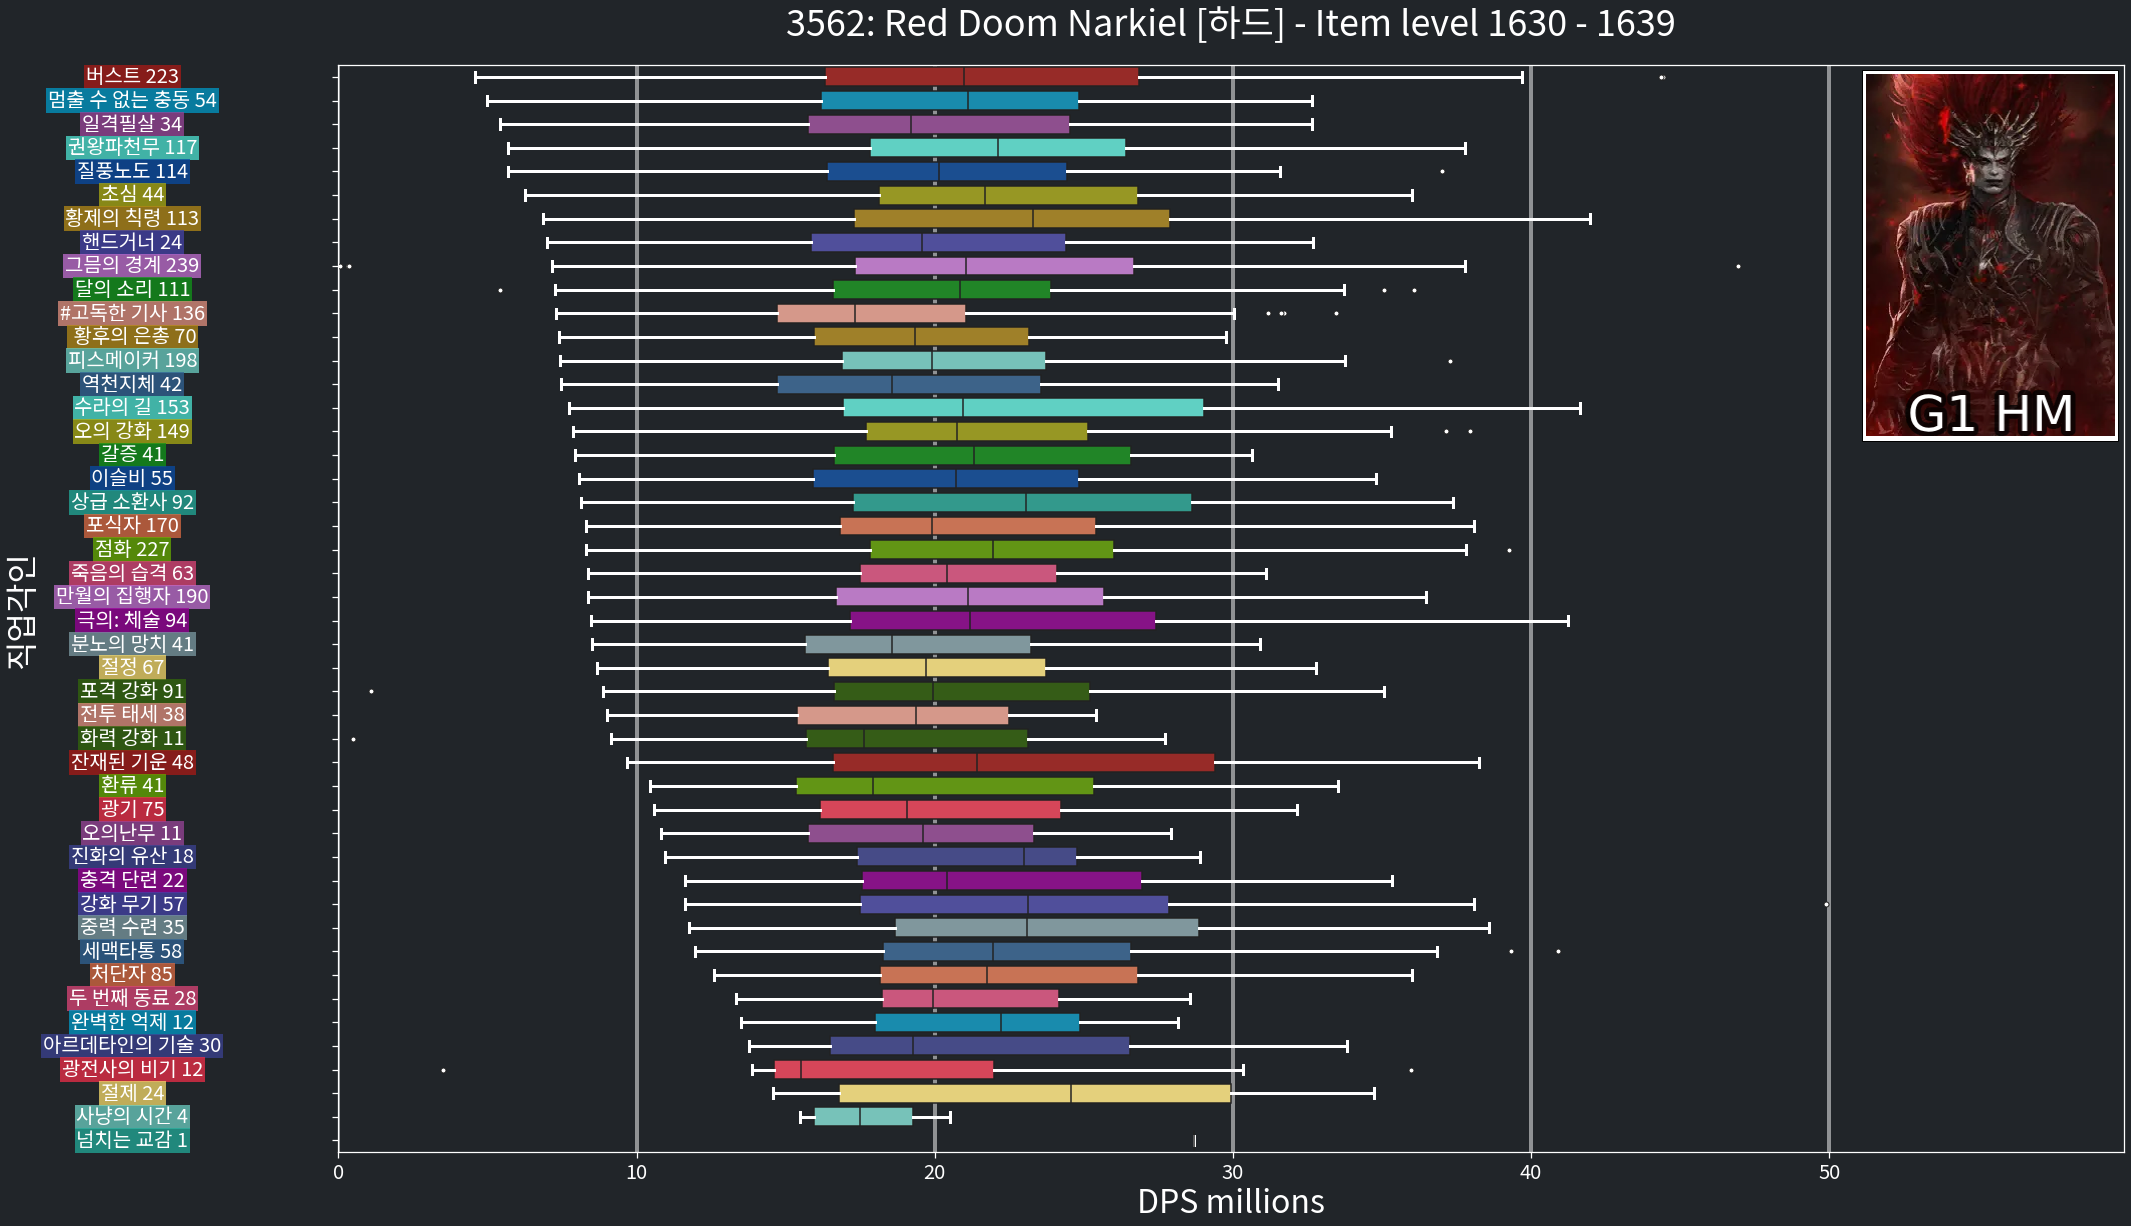 3562: Red Doom Narkiel [하드] - Item level 1630 - 1639
버스트 223
멈출 수 없는 충동 54
일격필살 34
권왕파천무 117
질풍노도 114
초심 44
황제의 칙령 113
핸드거너 24
그믐의 경계 239
달의 소리 111
#고독한 기사 136
황후의 은총 70
피스메이커 198
역천지체 42
수라의 길 153
오의 강화 149
갈증 41
이슬비 55
상급 소환사 92
포식자 170
점화 227
죽음의 습격 63
만월의 집행자 190
극의: 체술 94
분노의 망치 41
절정 67
포격 강화 91
전투 태세 38
화력 강화 11
잔재된 기운 48
환류 41
광기 75
오의난무 11
진화의 유산 18
충격 단련 22
강화 무기 57
중력 수련 35
세맥타통 58
처단자 85
두 번째 동료 28
완벽한 억제 12
아르데타인의 기술 30
광전사의 비기 12
절제 24
사냥의 시간 4
넘치는 교감 1
직업각인
0 10 20 30 40 50
DPS millions
G1 HM